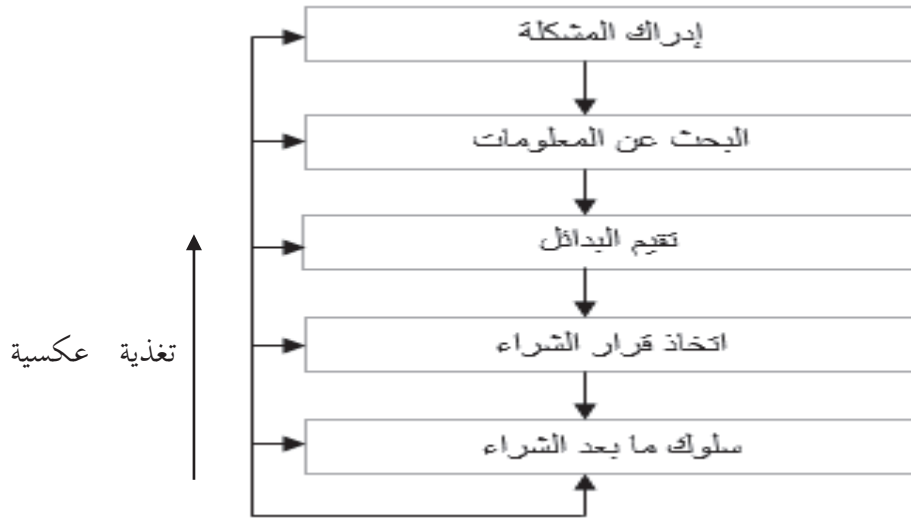 إدراك المشكلة
البحث عن المعلومات
تقيم البدائل
اتخاذ قرار الشراء
تغذية عكسية
سلوك ما بعد الشراء